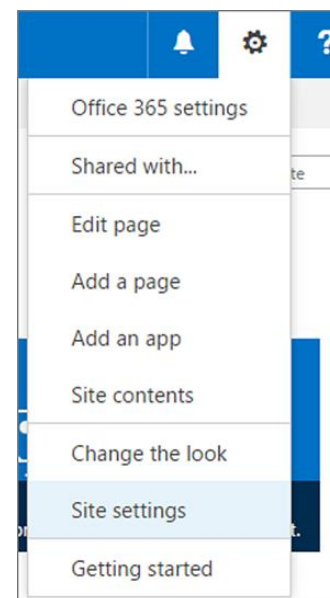 ?
Office 365 settings
Shared with...
te
Edit page
Add a page
Add an app
Site contents
Change the look
Site settings
t.
Getting started